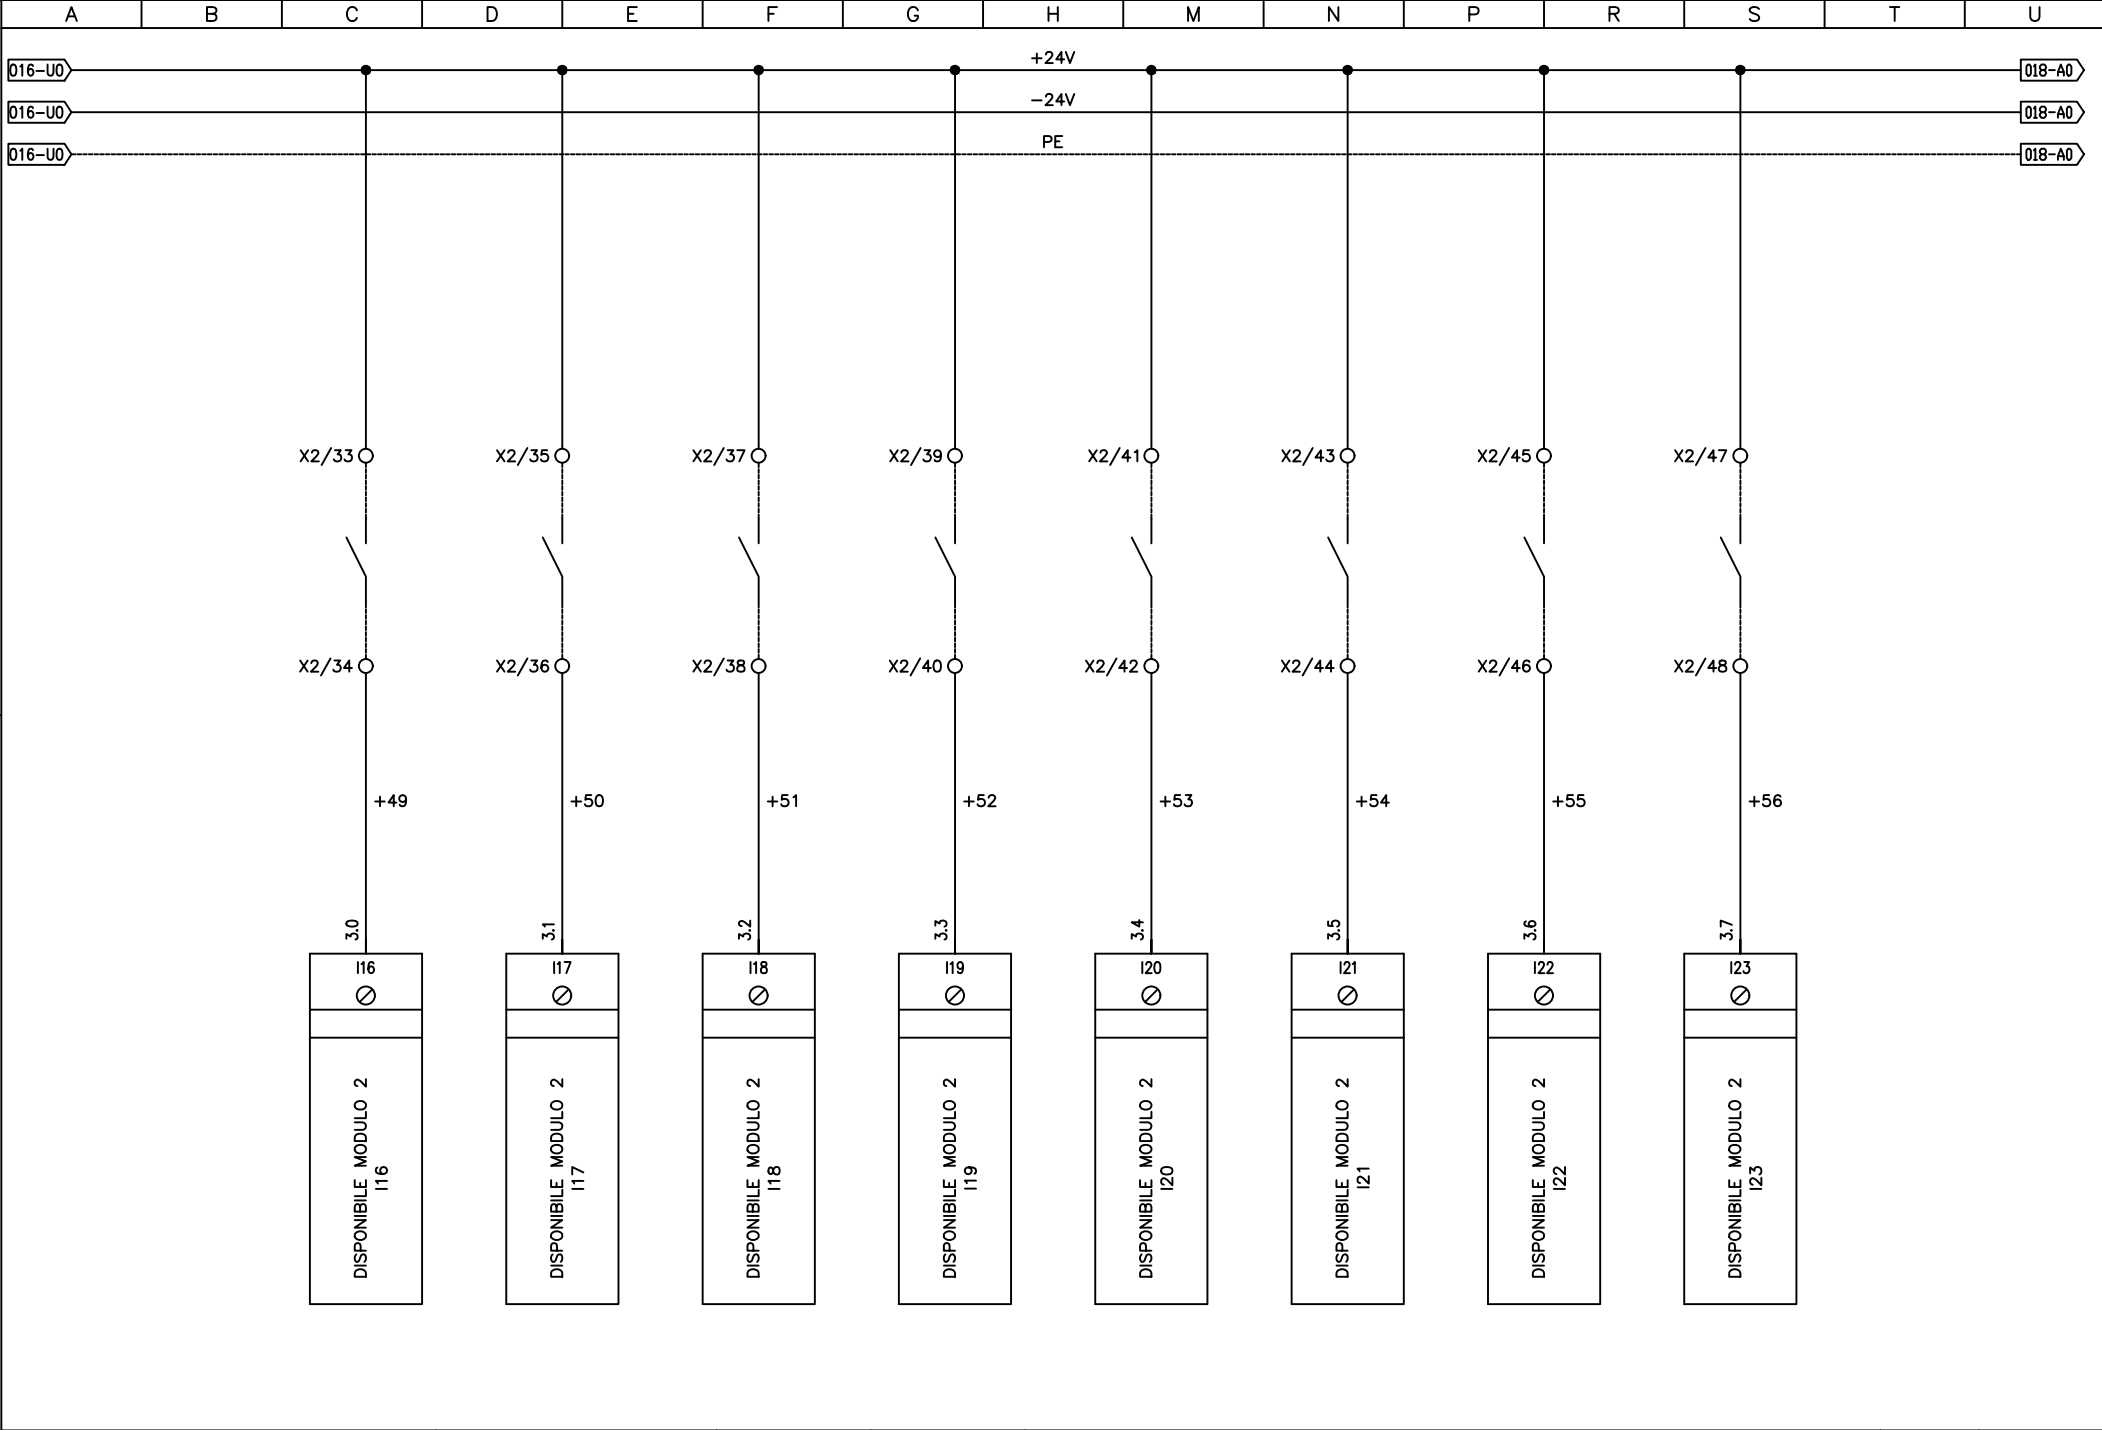 A B C D E F G H M N P R S T U
016-U0 +24V 018-A0
016-U0 -24V 018-A0
016-U0 PE 018-A0
X2/33 X2/35 X2/37 X2/39 X2/41 X2/43 X2/45 X2/47
X2/34 X2/36 X2/38 X2/40 X2/42 X2/44 X2/46 X2/48
+49 +50 +51 +52 +53 +54 +55 +56
3.0 3.1 3.2 3.3 3.4 3.5 3.6 3.7
I16 I17 I18 I19 I20 I21 I22 I23
DISPONIBILE MODULO 2
I16
DISPONIBILE MODULO 2
I17
DISPONIBILE MODULO 2
I18
DISPONIBILE MODULO 2
I19
DISPONIBILE MODULO 2
I20
DISPONIBILE MODULO 2
I21
DISPONIBILE MODULO 2
I22
DISPONIBILE MODULO 2
I23